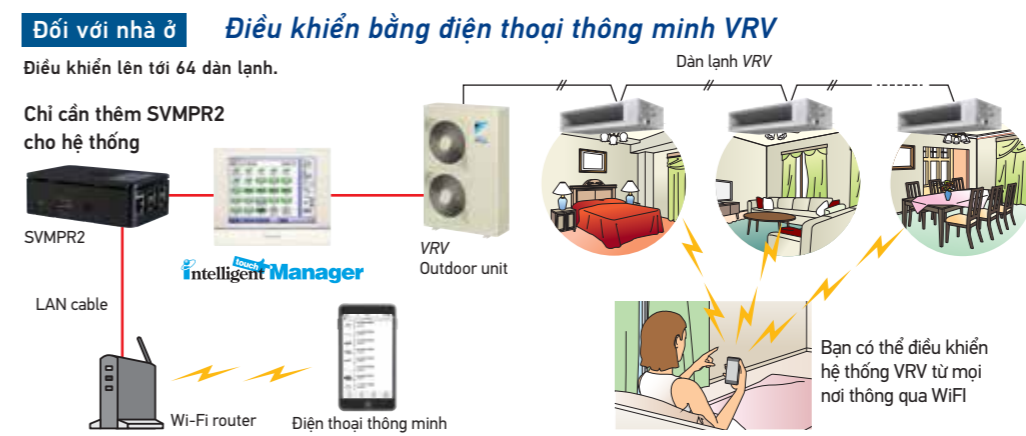 Đối với nhà ở
Điều khiển bằng điện thoại thông minh VRV
Điều khiển lên tới 64 dàn lạnh.
Dàn lạnh VRV
Chỉ cần thêm SVMPR2
cho hệ thống
SVMPR2
intelligent touch Manager
VRV
Outdoor unit
LAN cable
Wi-Fi router
Điện thoại thông minh
Bạn có thể điều khiển
hệ thống VRV từ mọi
nơi thông qua WiFI